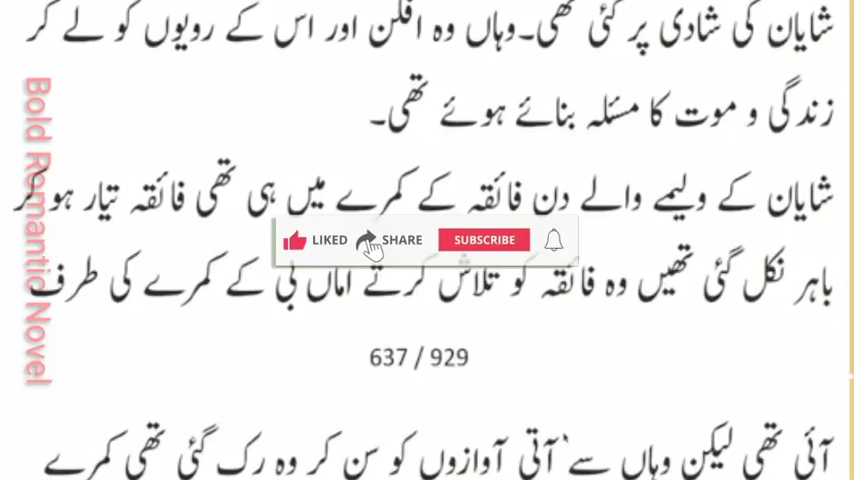 شایان کی شادی پر گئی تھی۔وہاں وہ افلن اور اس کے رویوں کو لے کر
زندگی و موت کا مسئلہ بنائے ہوئے تھی۔
شایان کے ولیمے والے دن فائقہ کے کمرے میں ہی تھی فائقہ تیار ہو کر
LIKED SHARE SUBSCRIBE
باہر نکل گئی تھیں وہ فائقہ کو تلاش کرتے اماں بی کے کمرے کی طرف
637 / 929
آئی تھی لیکن وہاں سے آتی آوازوں کو سن کر وہ رک گئی تھی کمرے
Bold Romantic Novel